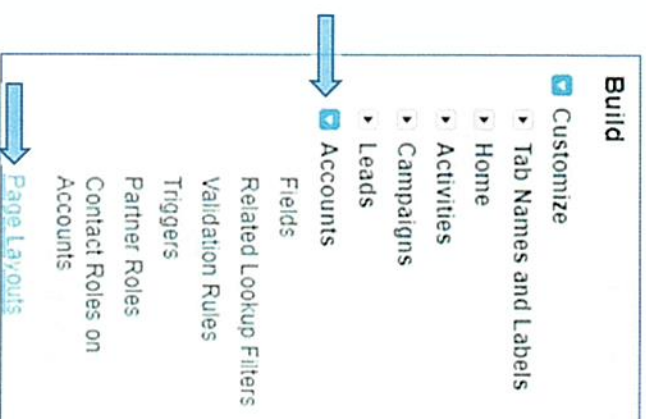 Build
Customize
Tab Names and Labels
Home
Activities
Campaigns
Leads
Accounts
Fields
Related Lookup Filters
Validation Rules
Triggers
Partner Roles
Contact Roles on
Accounts
Page Layouts